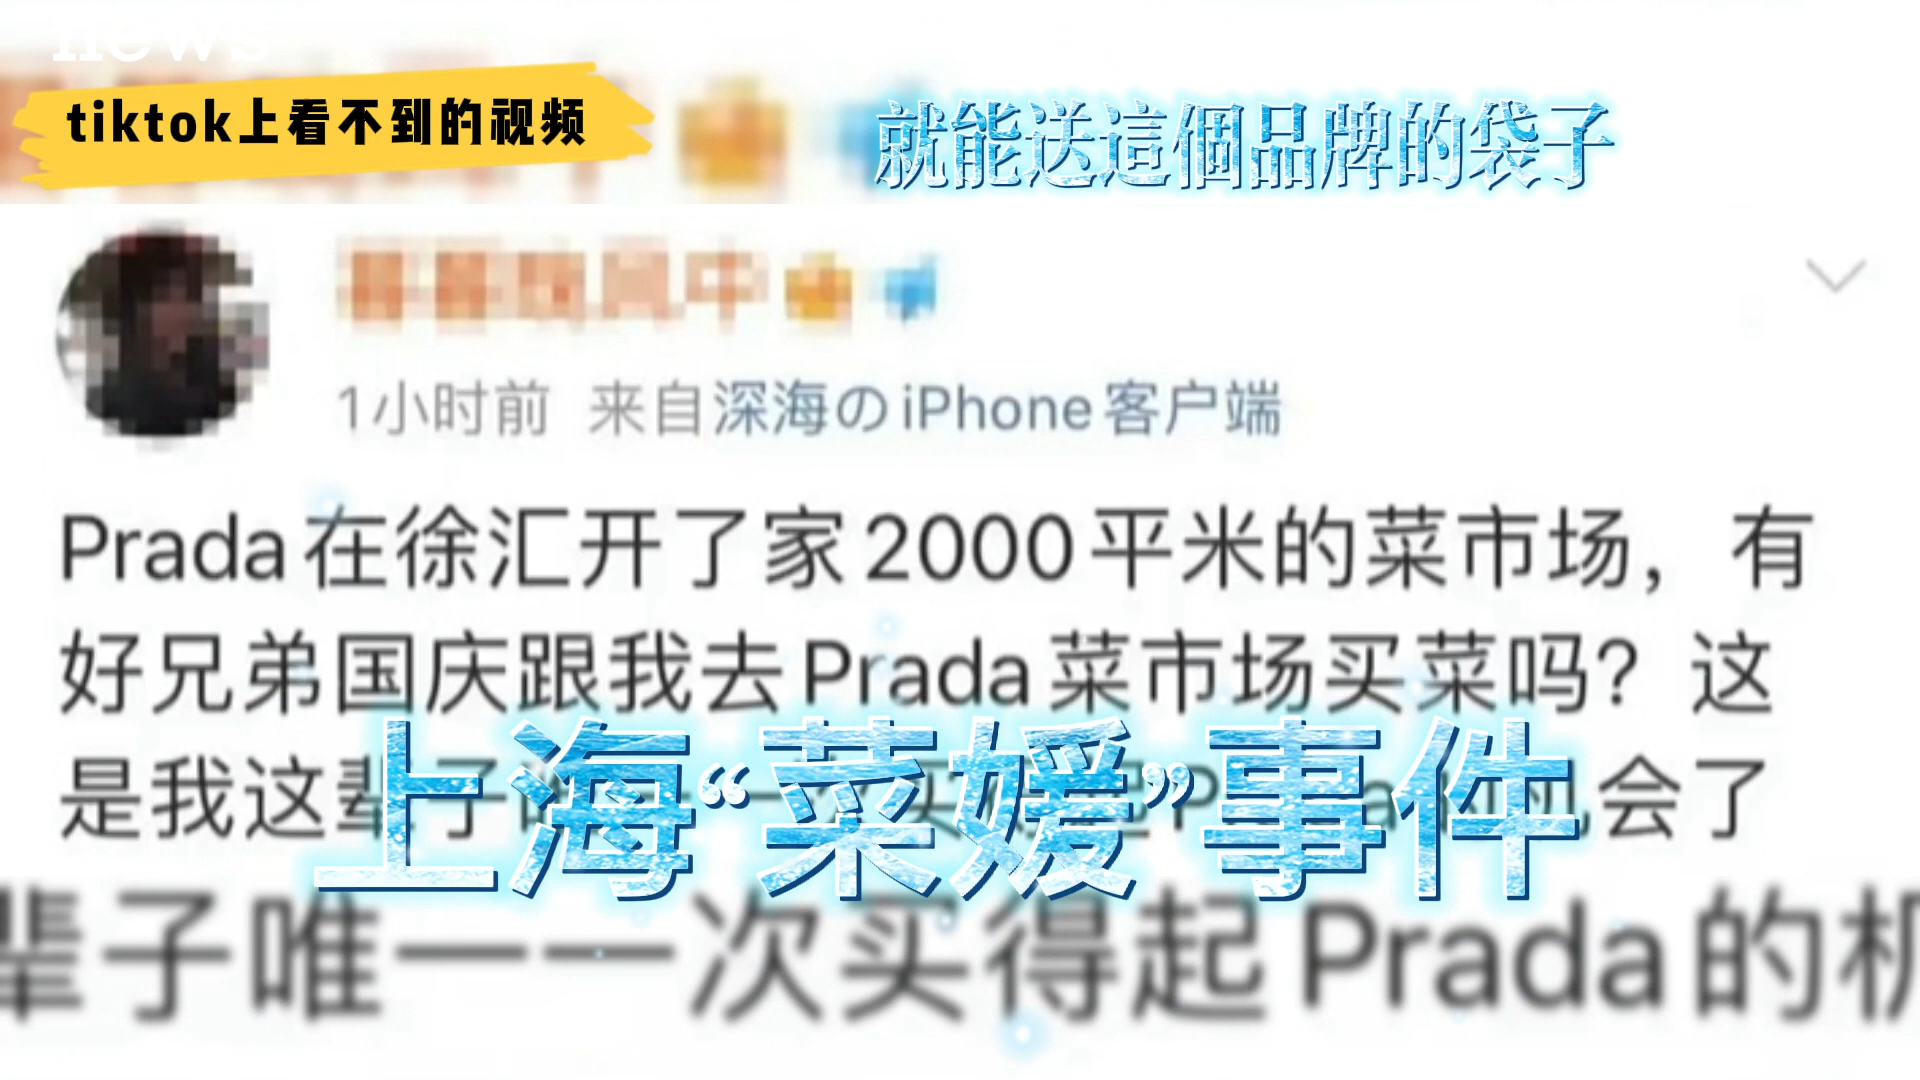 news
tiktok上看不到的视频
就能送這個品牌的袋子
1小时前 来自深海のiPhone客户端
Prada在徐汇开了家2000平米的菜市场，有
好兄弟国庆跟我去Prada菜市场买菜吗？这
是我这辈子
会了
上海“菜媛”事件
辈子唯一一次买得起Prada的机